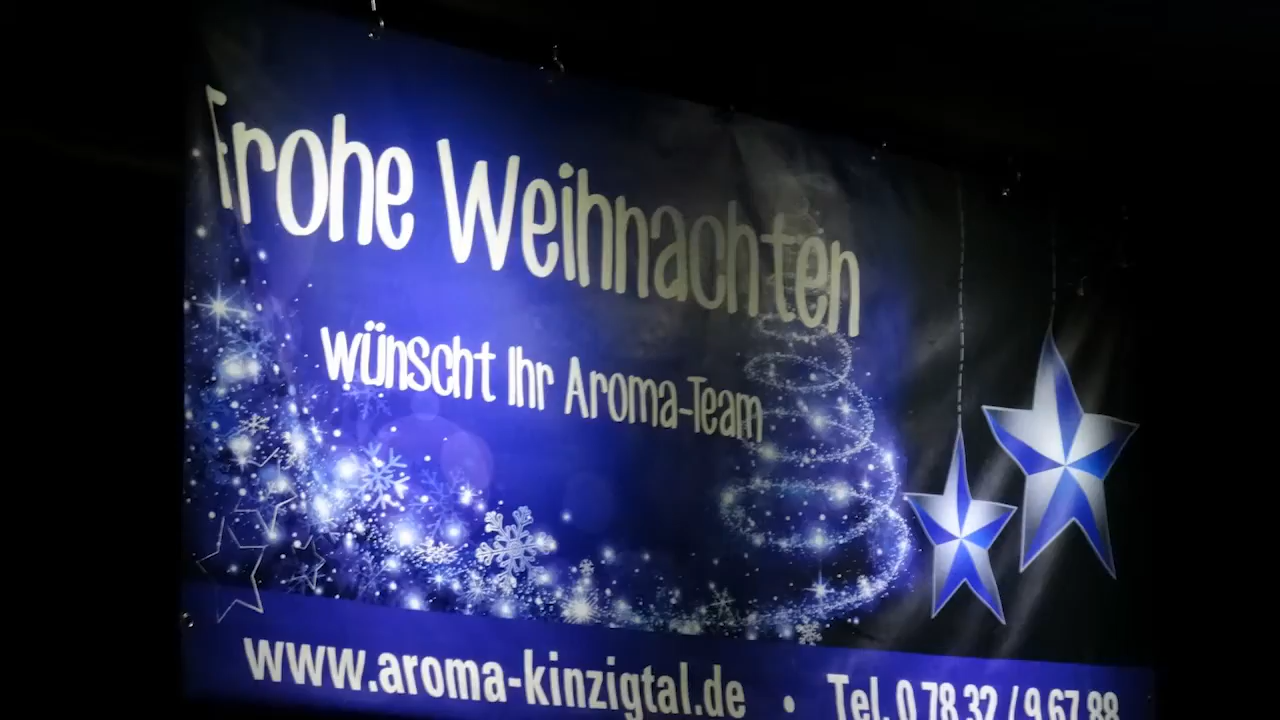 Frohe Weihnachten
wünscht Ihr Aroma-Team
www.aroma-kinzigtal.de • Tel. 0 78 32 / 9 67 88